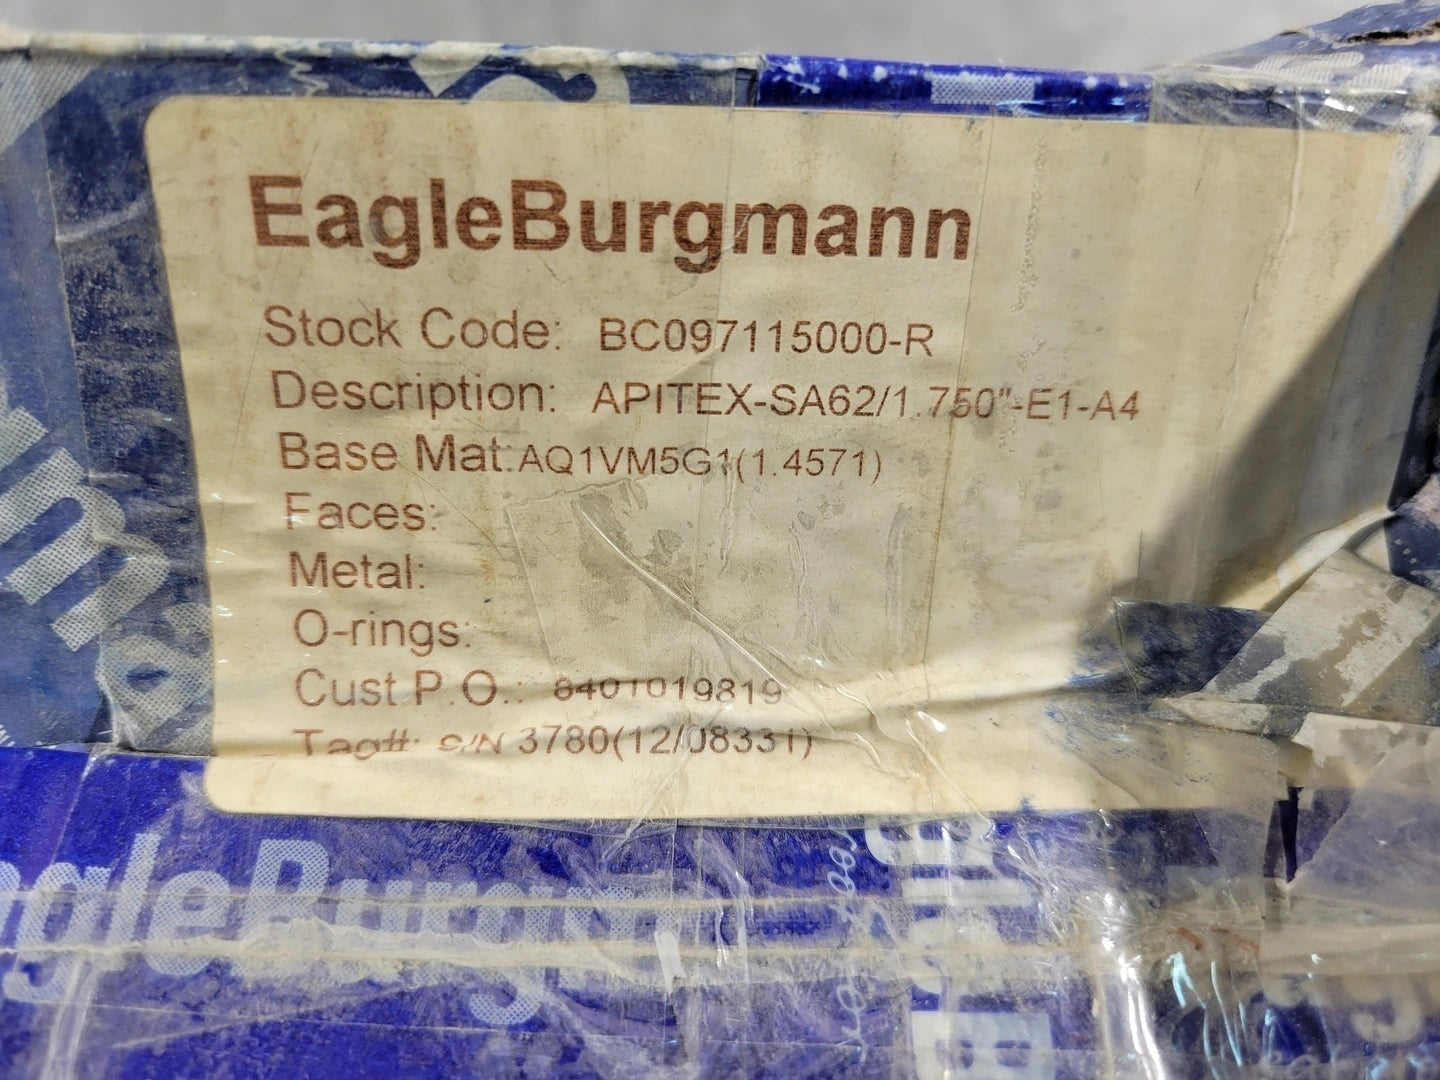 EagleBurgmann
Stock Code: BC097115000-R
Description: APITEX-SA62/1.750"-E1-A4
Base Mat:AQ1VM5G1(1.4571)
Faces:
Metal:
O-rings:
Cust.P.O.: 8401019819
Tag#: S/N 3780(12/08331)
gleBurg